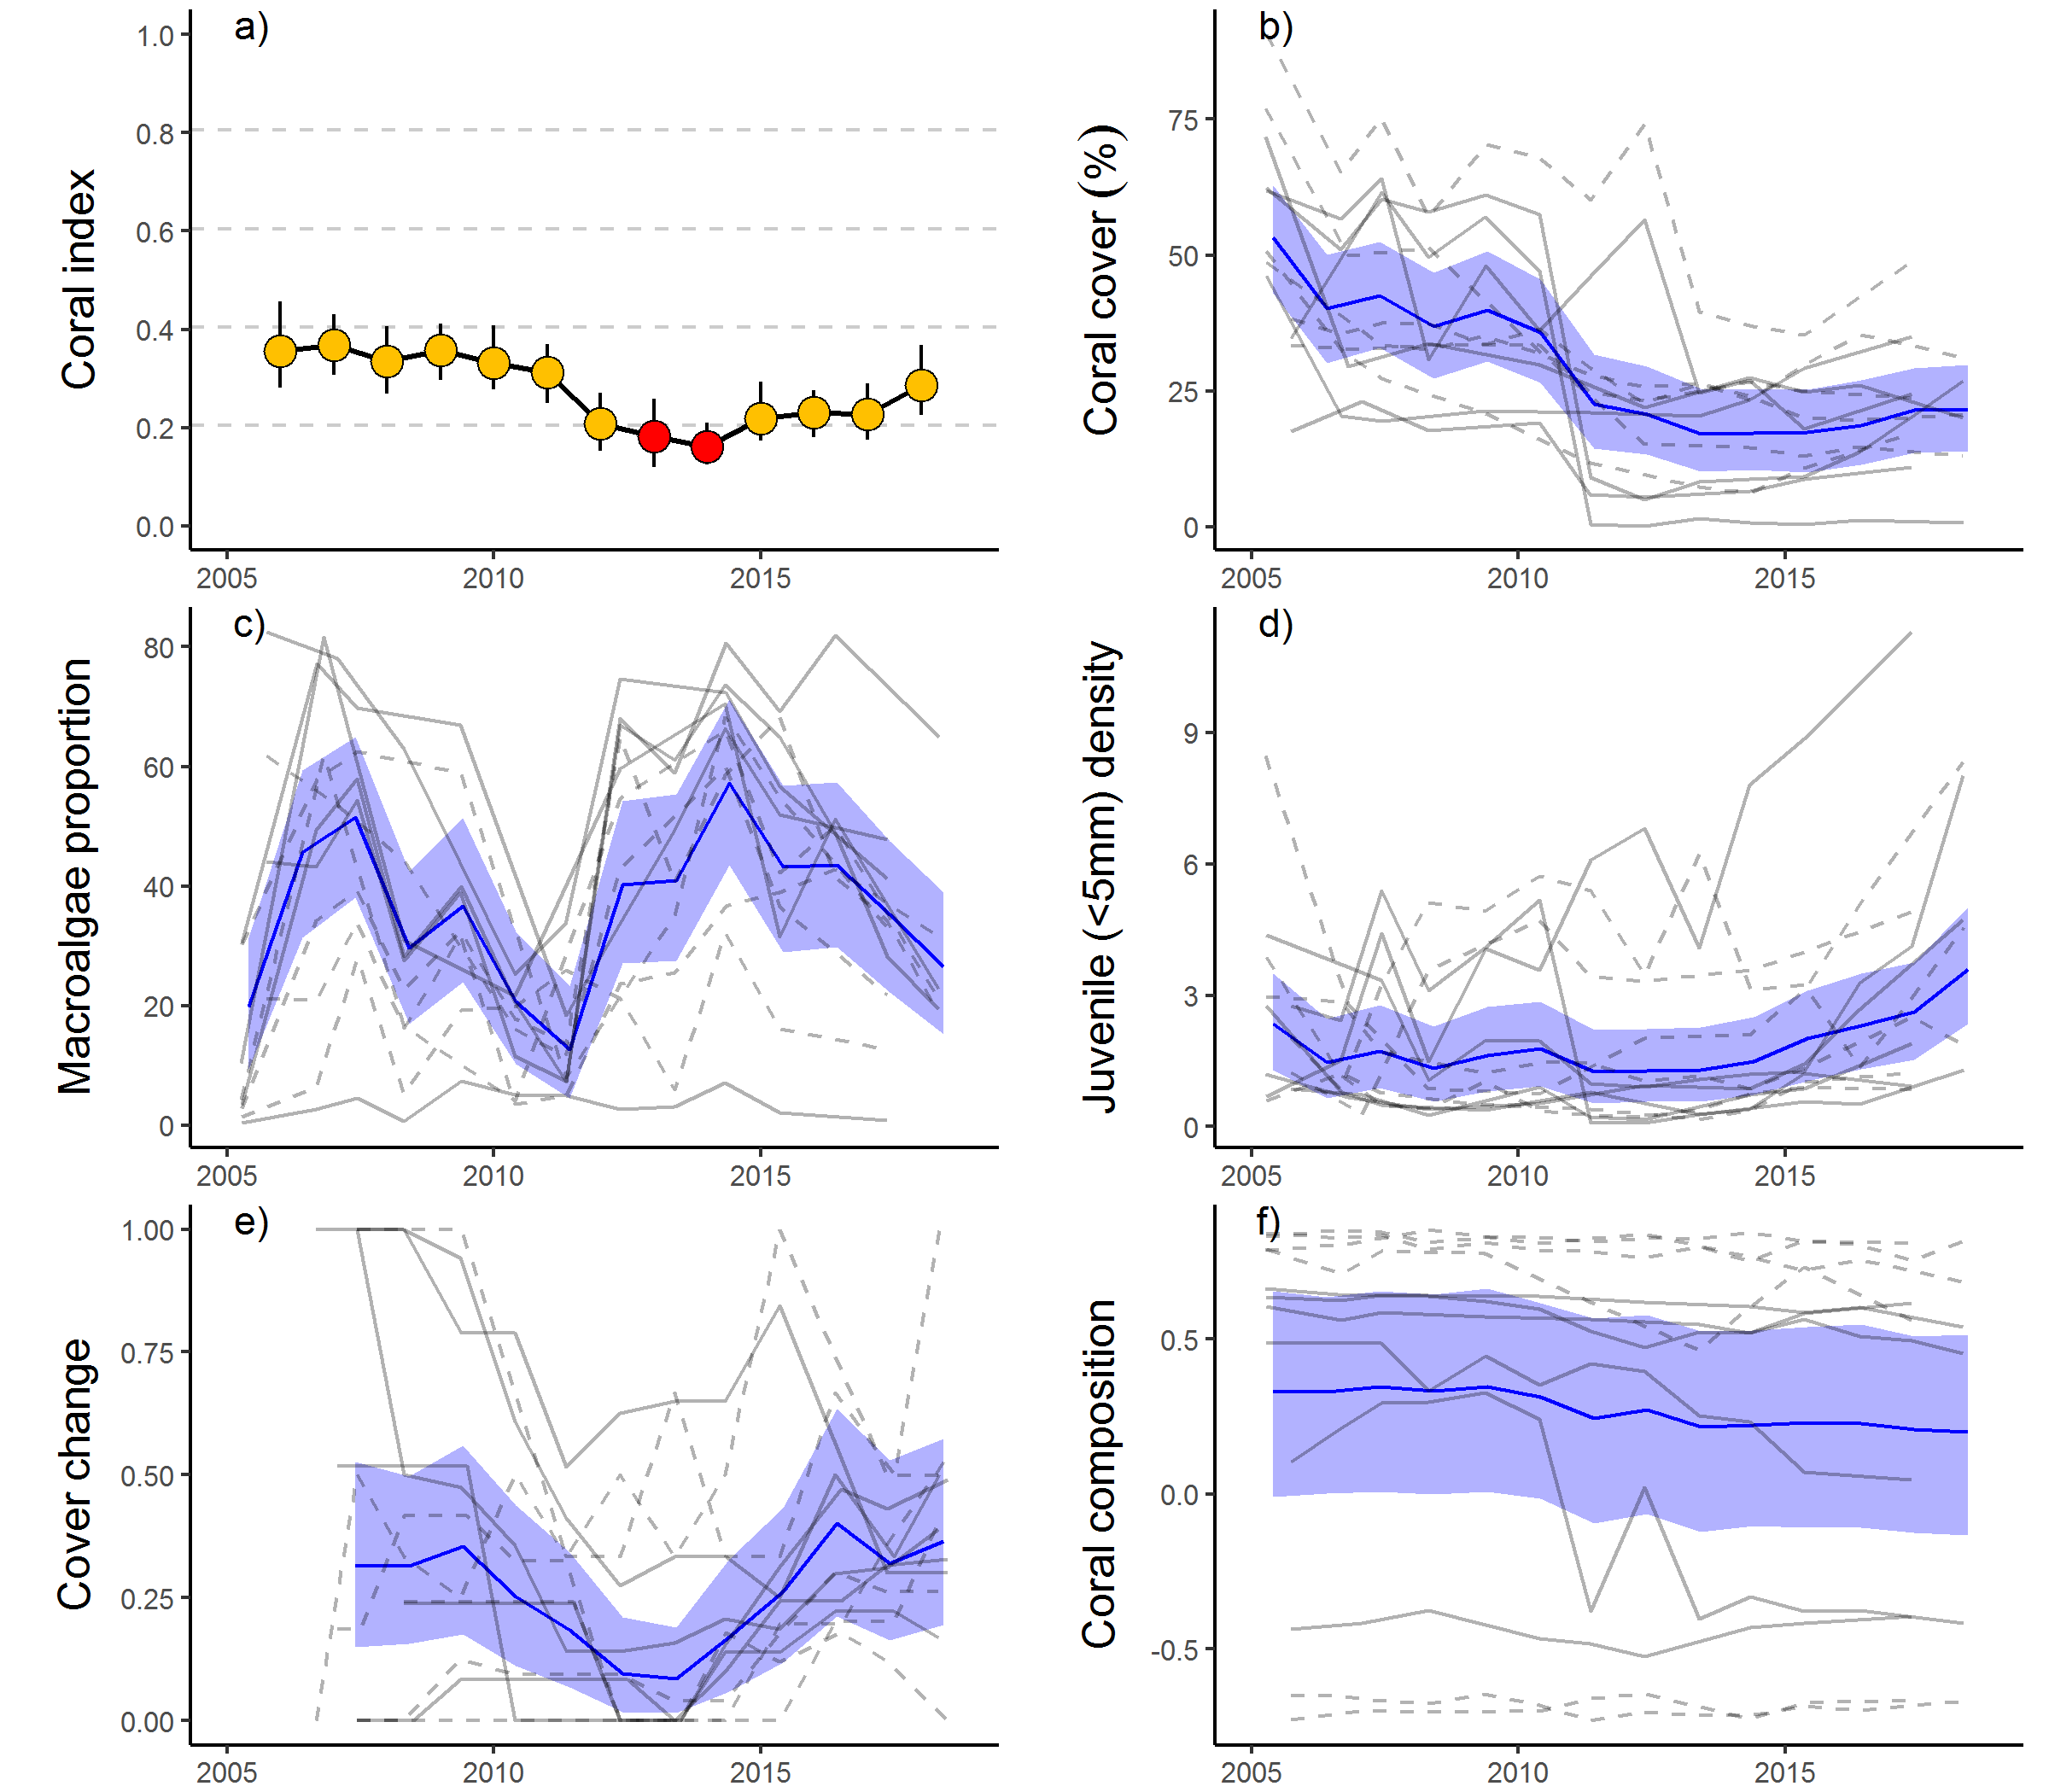 a)
Coral index
1.0
0.8
0.6
0.4
0.2
0.0
2005 2010 2015
b)
Coral cover (%)
75
50
25
0
2005 2010 2015
c)
Macroalgae proportion
80
60
40
20
0
2005 2010 2015
d)
Juvenile (<5mm) density
9
6
3
0
2005 2010 2015
e)
Cover change
1.00
0.75
0.50
0.25
0.00
2005 2010 2015
f)
Coral composition
0.5
0.0
-0.5
2005 2010 2015